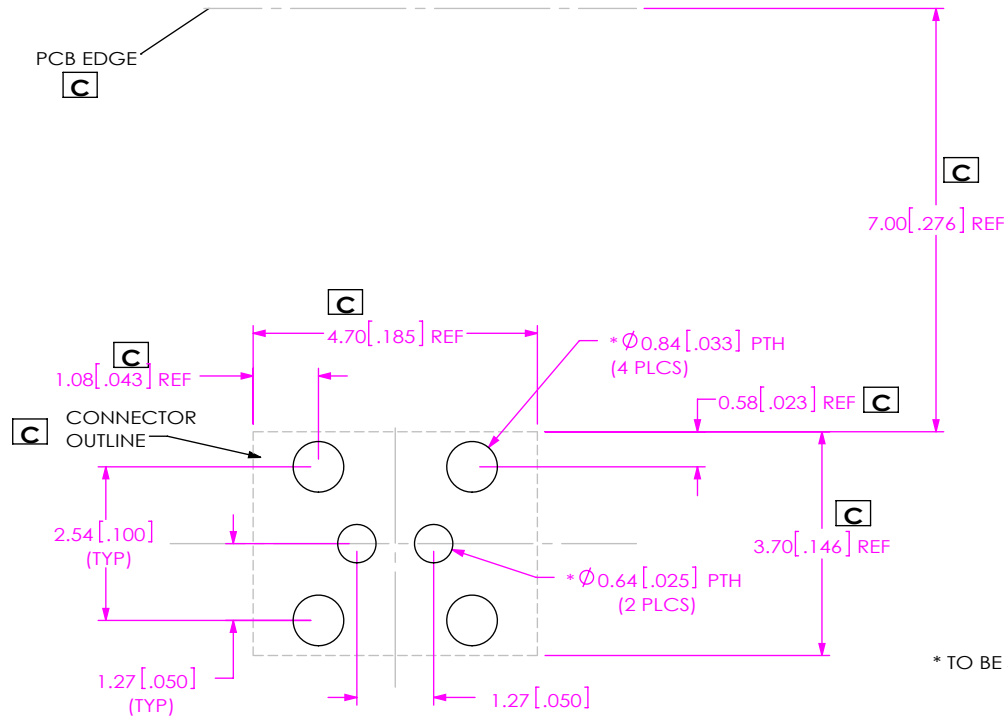 PCB EDGE
C
C
7.00[.276] REF
C
4.70[.185] REF
C
1.08[.043] REF
* Ø0.84[.033] PTH
(4 PLCS)
0.58[.023] REF C
C CONNECTOR
OUTLINE
2.54[.100]
(TYP)
C
3.70[.146] REF
* Ø0.64[.025] PTH
(2 PLCS)
1.27[.050]
(TYP)
1.27[.050]
* TO BE